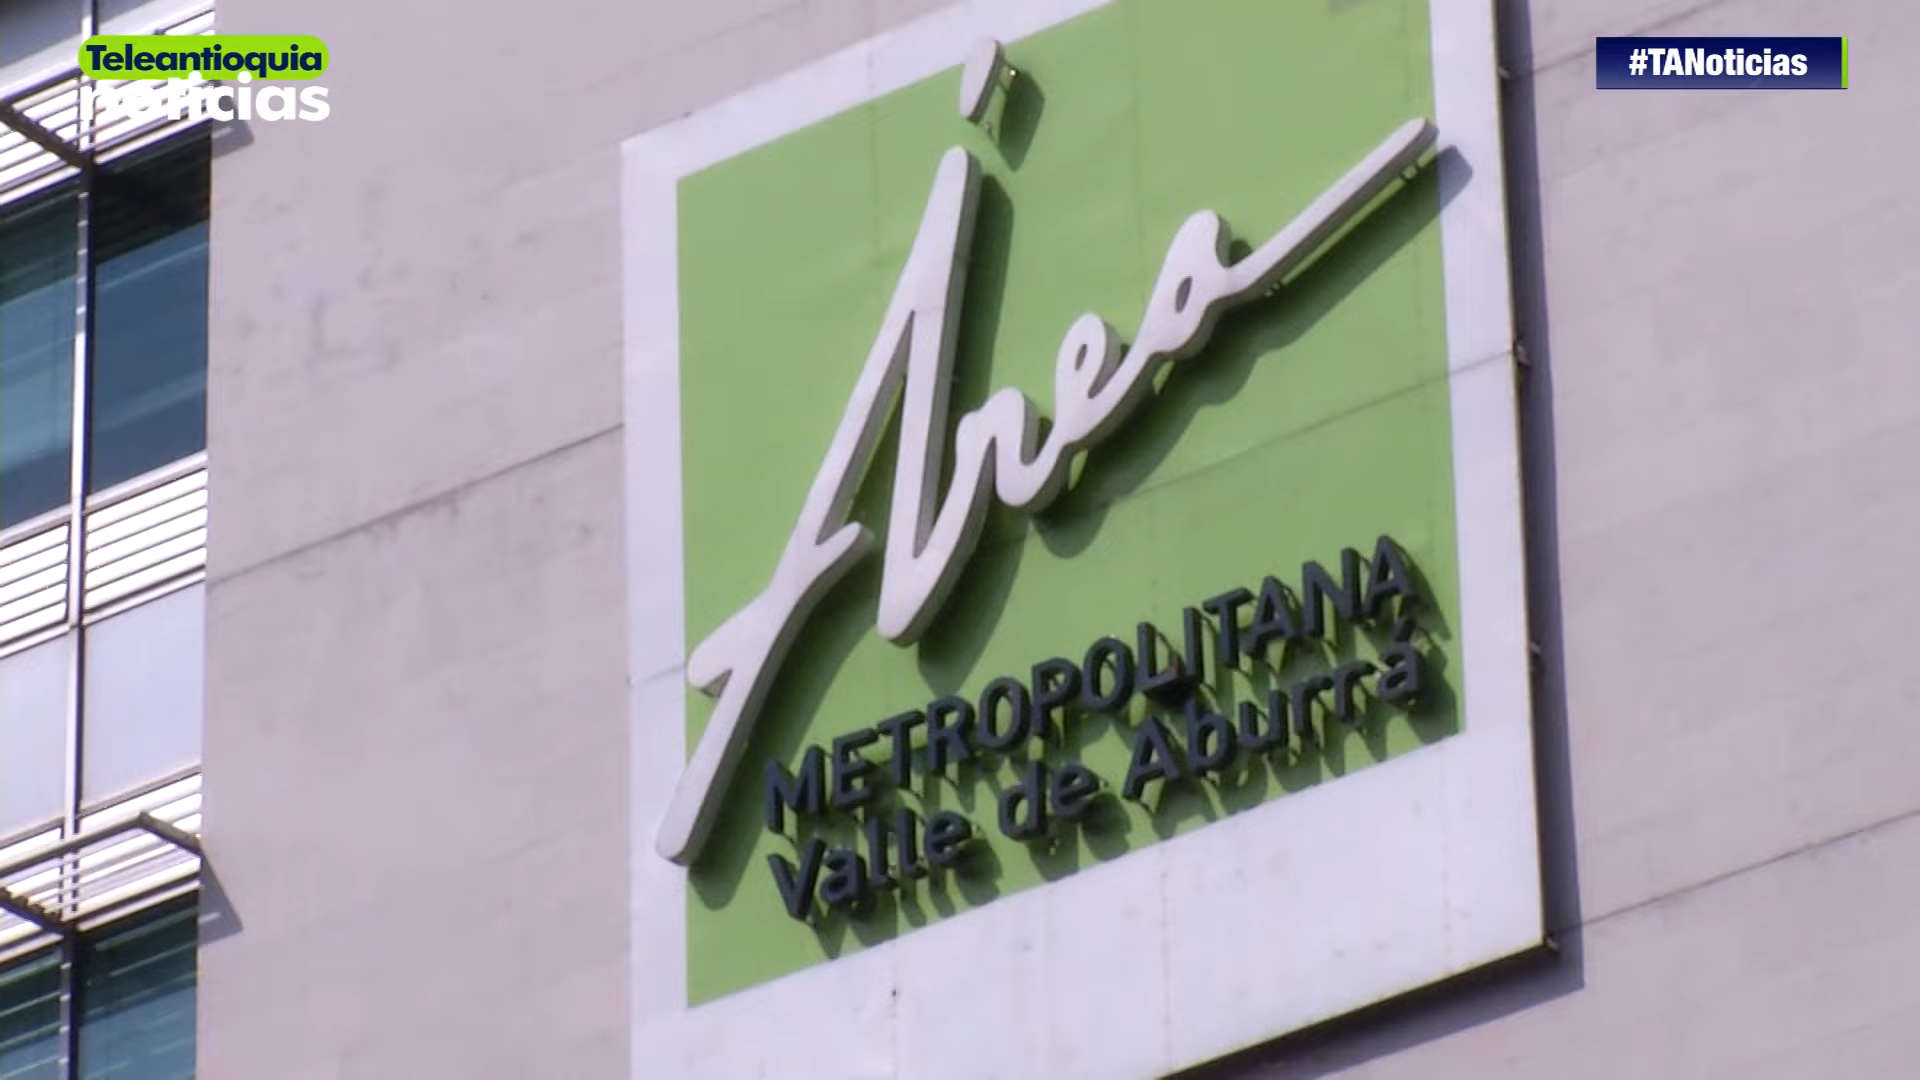 Teleantioquia
noticias
#TANoticias
Área
METROPOLITANA
Valle de Aburrá